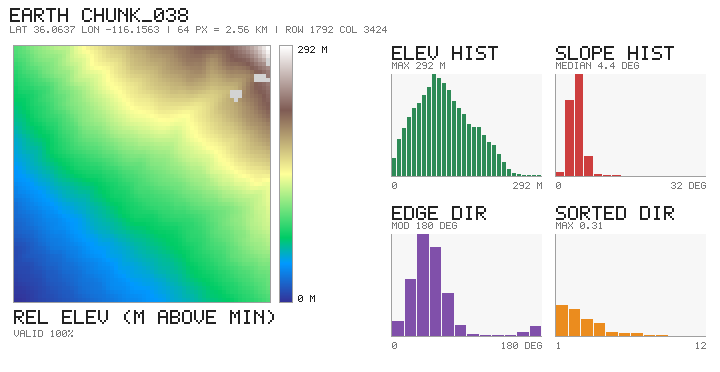 EARTH CHUNK_038
LAT 36.0637 LON -116.1563 | 64 PX = 2.56 KM | ROW 1792 COL 3424
292 M
0 M
REL ELEV (M ABOVE MIN)
VALID 100%
ELEV HIST
MAX 292 M
0 292 M
SLOPE HIST
MEDIAN 4.4 DEG
0 32 DEG
EDGE DIR
MOD 180 DEG
0 180 DEG
SORTED DIR
MAX 0.31
1 12